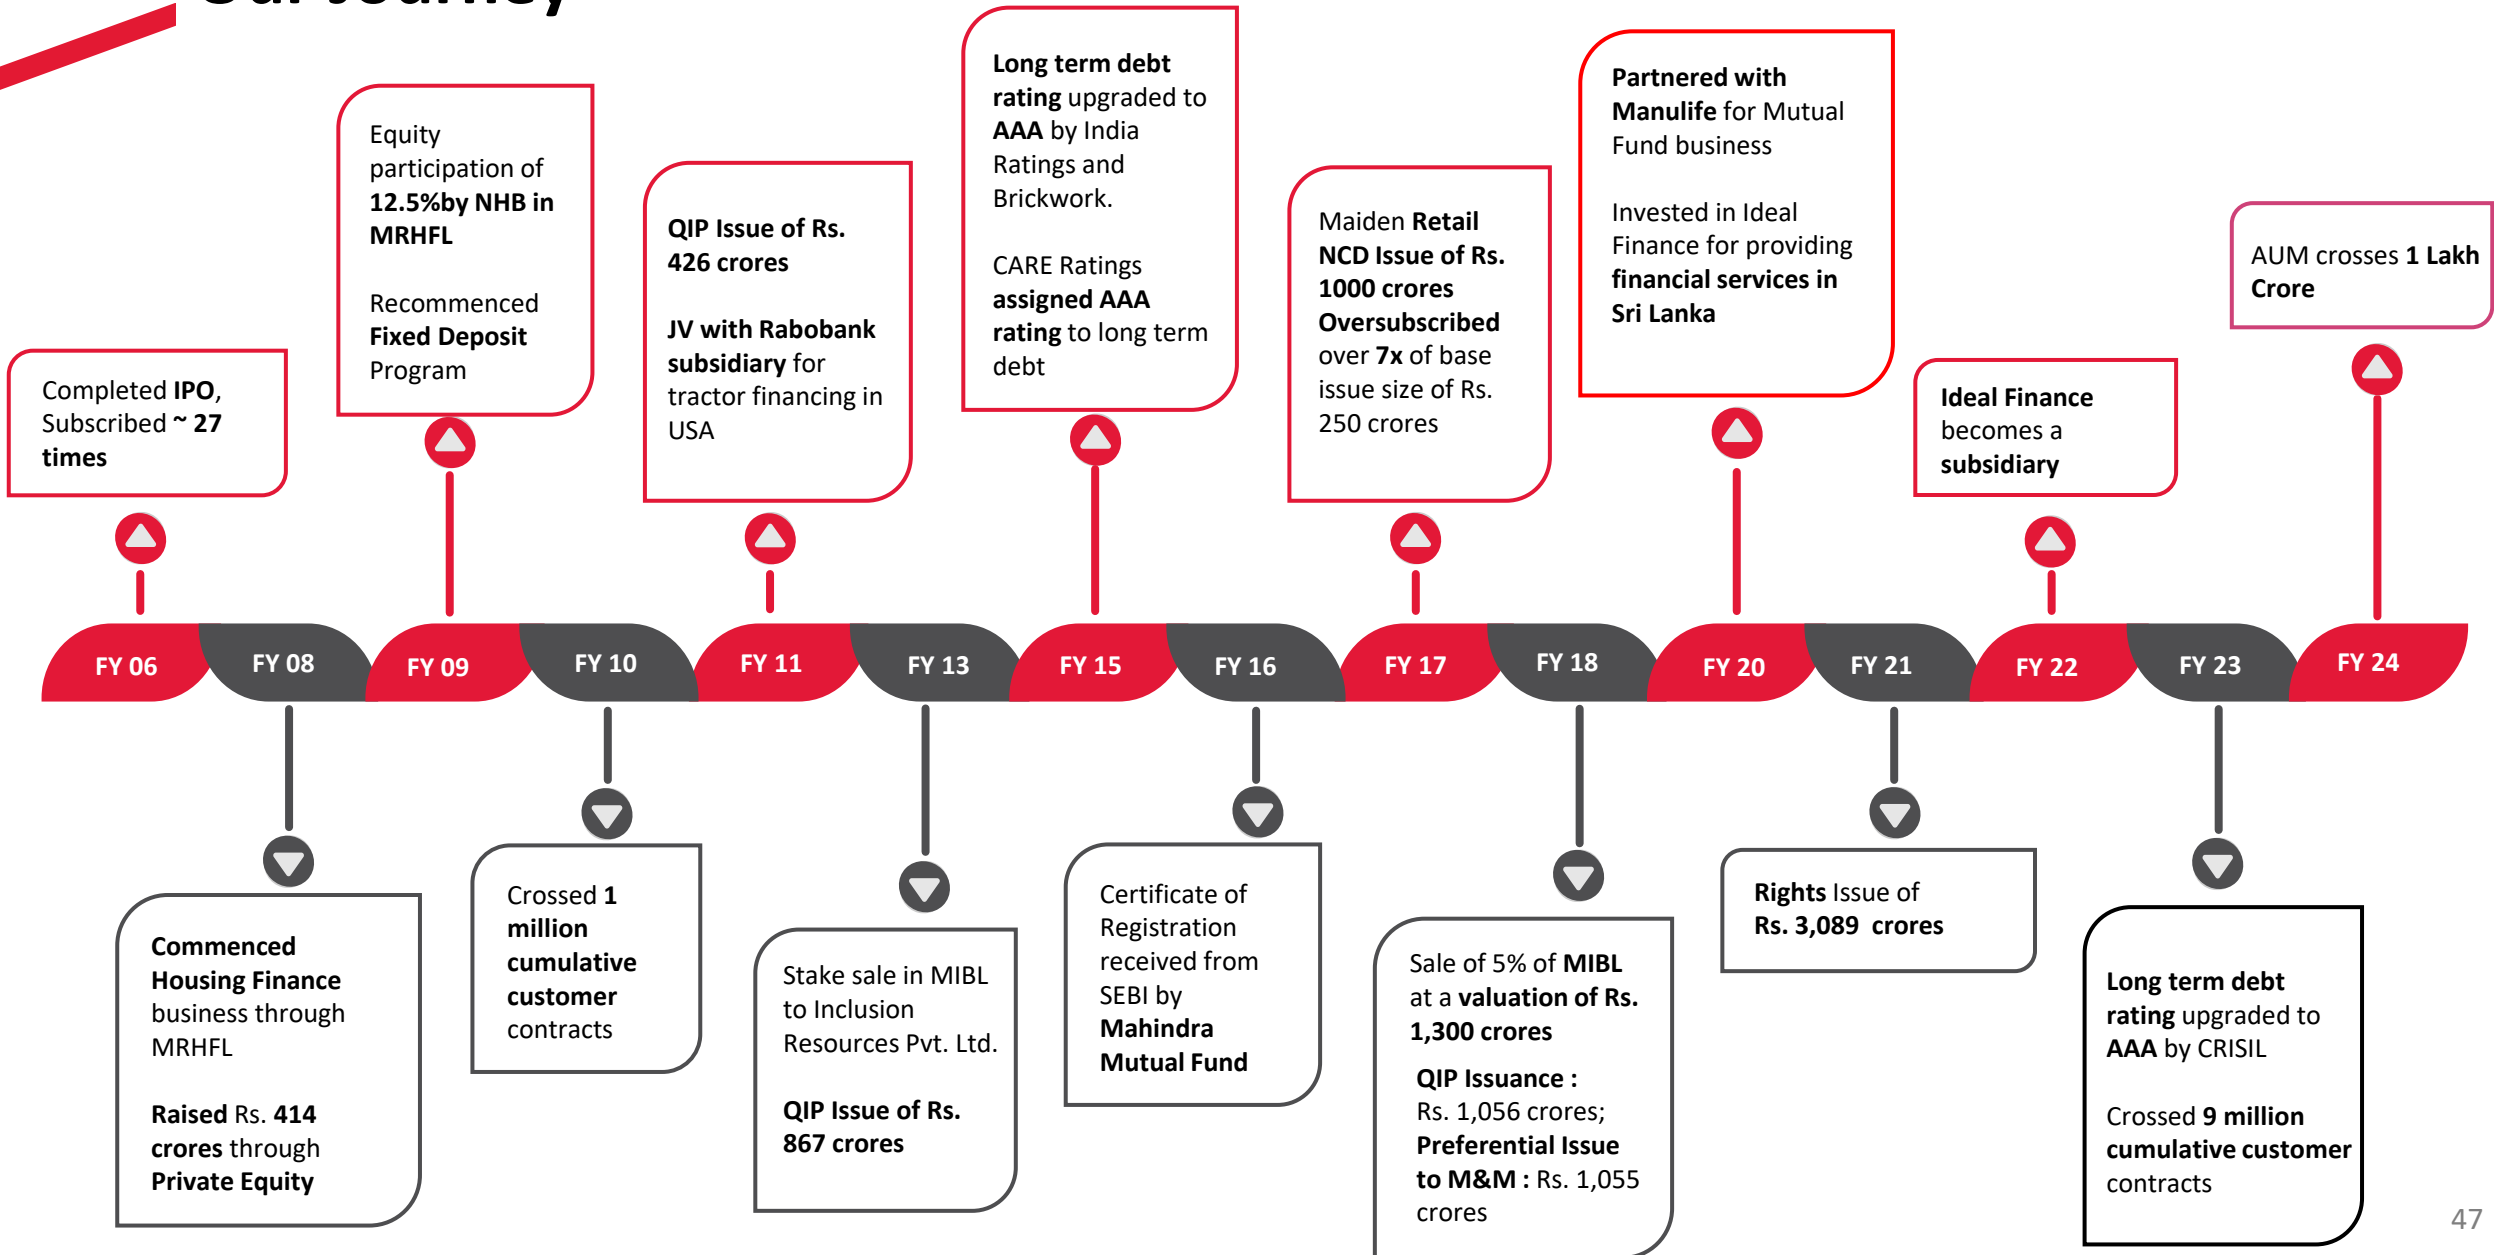 Our Journey
Completed IPO,
Subscribed ~ 27
times
Equity
participation of
12.5%by NHB in
MRHFL
Recommenced
Fixed Deposit
Program
QIP Issue of Rs.
426 crores
JV with Rabobank
subsidiary for
tractor financing in
USA
Long term debt
rating upgraded to
AAA by India
Ratings and
Brickwork.
CARE Ratings
assigned AAA
rating to long term
debt
Maiden Retail
NCD Issue of Rs.
1000 crores
Oversubscribed
over 7x of base
issue size of Rs.
250 crores
Partnered with
Manulife for Mutual
Fund business
Invested in Ideal
Finance for providing
financial services in
Sri Lanka
Ideal Finance
becomes a
subsidiary
AUM crosses 1 Lakh
Crore
FY 06
FY 08
FY 09
FY 10
FY 11
FY 13
FY 15
FY 16
FY 17
FY 18
FY 20
FY 21
FY 22
FY 23
FY 24
Commenced
Housing Finance
business through
MRHFL
Raised Rs. 414
crores through
Private Equity
Crossed 1
million
cumulative
customer
contracts
Stake sale in MIBL
to Inclusion
Resources Pvt. Ltd.
QIP Issue of Rs.
867 crores
Certificate of
Registration
received from
SEBI by
Mahindra
Mutual Fund
Sale of 5% of MIBL
at a valuation of Rs.
1,300 crores
QIP Issuance :
Rs. 1,056 crores;
Preferential Issue
to M&M : Rs. 1,055
crores
Rights Issue of
Rs. 3,089 crores
Long term debt
rating upgraded to
AAA by CRISIL
Crossed 9 million
cumulative customer
contracts
47